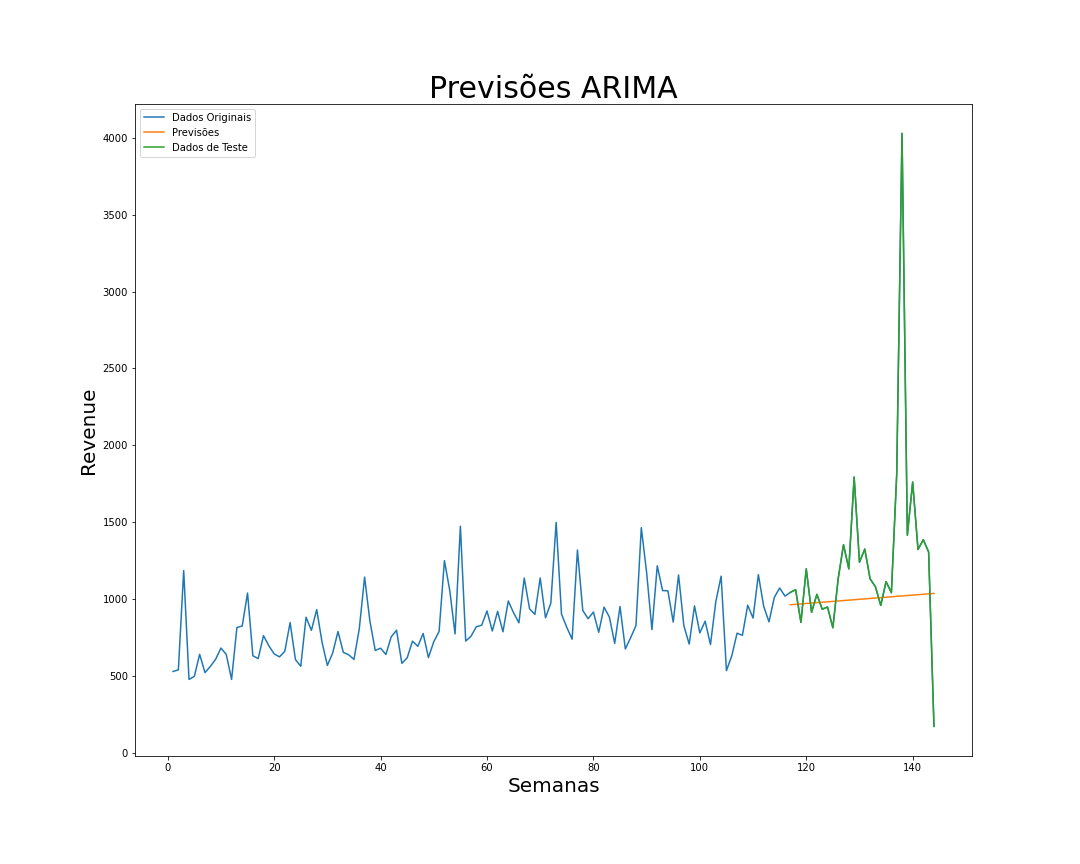 Previsões ARIMA
Dados Originais
Previsões
Dados de Teste
4000
3500
3000
2500
2000
1500
1000
500
0
Revenue
0 20 40 60 80 100 120 140
Semanas